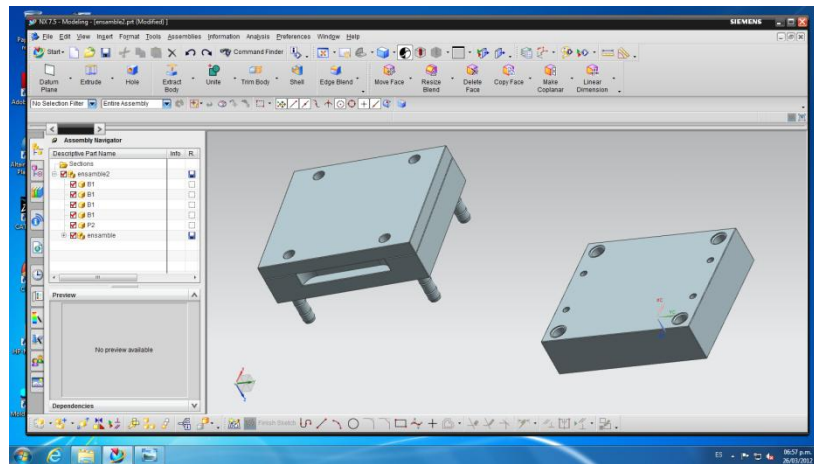 NX 7.5 - Modeling - [ensamble2.prt (Modified) ]
SIEMENS
File Edit View Insert Format Tools Assemblies Information Analysis Preferences Window Help
Start Command Finder
Datum Plane Extrude Hole Extract Body Unite Trim Body Shell Edge Blend Move Face Resize Blend Delete Face Copy Face Make Coplanar Linear Dimension
No Selection Filter Entire Assembly
Assembly Navigator
Descriptive Part Name Info R.
Sections
ensamble2
B1
B1
B1
B1
P2
ensamble
Preview
No preview available
Dependencies
Finish Sketch
ES 06:57 p.m.
26/03/2012